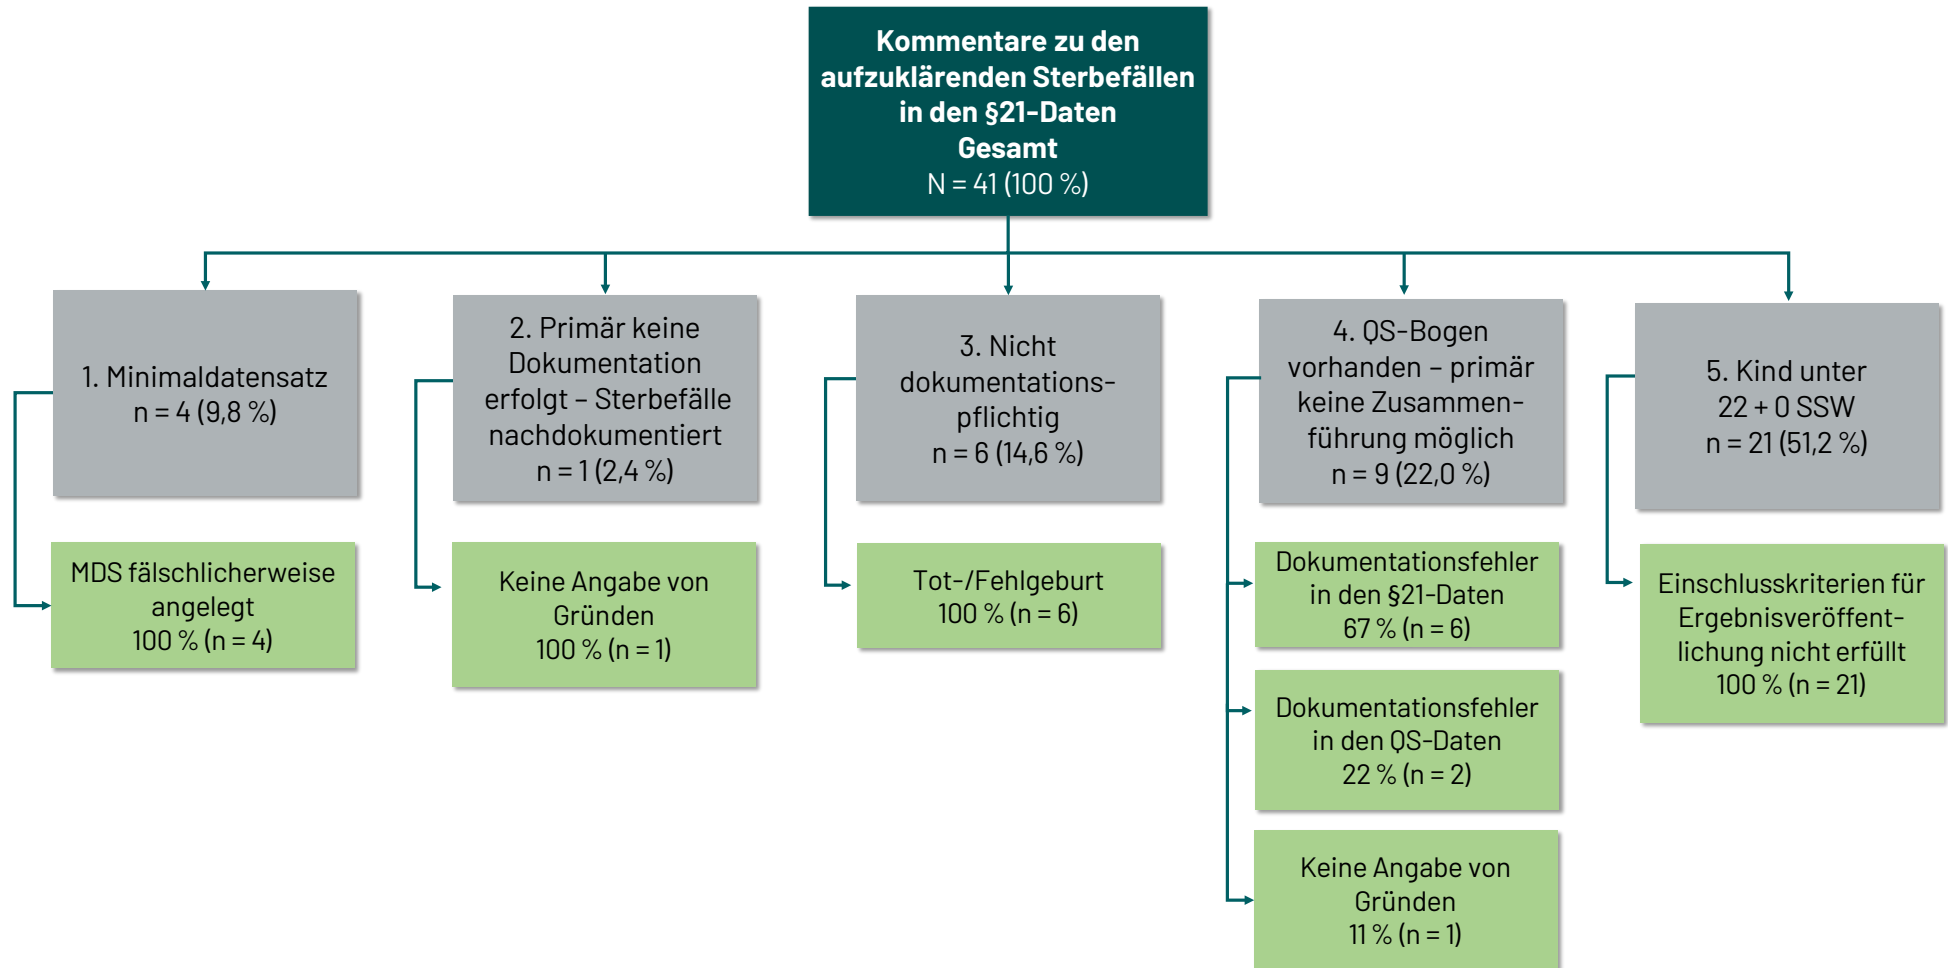 Kommentare zu den
aufzuklärenden Sterbefällen
in den §21-Daten
Gesamt
N = 41 (100 %)
1. Minimaldatensatz
n = 4 (9,8 %)
MDS fälschlicherweise
angelegt
100 % (n = 4)
2. Primär keine
Dokumentation
erfolgt – Sterbefälle
nachdokumentiert
n = 1 (2,4 %)
Keine Angabe von
Gründen
100 % (n = 1)
3. Nicht
dokumentations-
pflichtig
n = 6 (14,6 %)
Tot-/Fehlgeburt
100 % (n = 6)
4. QS-Bogen
vorhanden – primär
keine Zusammen-
führung möglich
n = 9 (22,0 %)
Dokumentationsfehler
in den §21-Daten
67 % (n = 6)
Dokumentationsfehler
in den QS-Daten
22 % (n = 2)
Keine Angabe von
Gründen
11 % (n = 1)
5. Kind unter
22 + 0 SSW
n = 21 (51,2 %)
Einschlusskriterien für
Ergebnisveröffent-
lichung nicht erfüllt
100 % (n = 21)